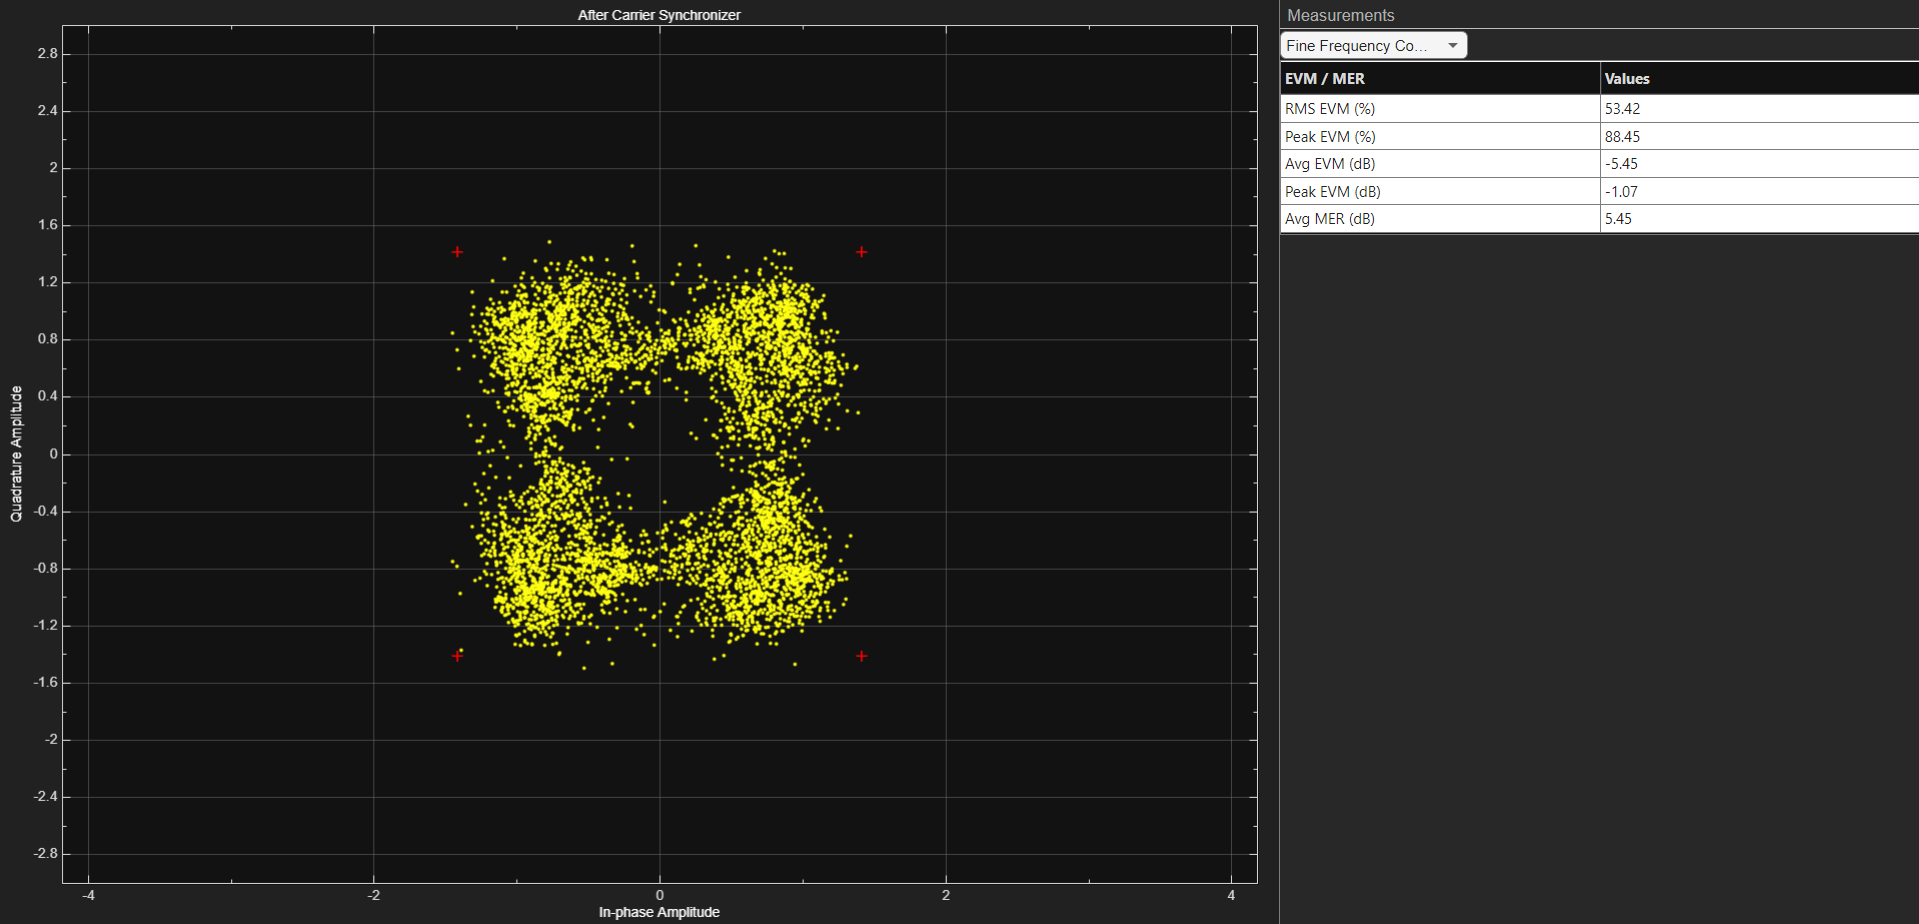 After Carrier Synchronizer
2.8
2.4
2
1.6
1.2
0.8
0.4
0
-0.4
-0.8
-1.2
-1.6
-2
-2.4
-2.8
Quadrature Amplitude
-4 -2 0 2 4
In-phase Amplitude
Measurements
Fine Frequency Co...
EVM / MER Values
RMS EVM (%) 53.42
Peak EVM (%) 88.45
Avg EVM (dB) -5.45
Peak EVM (dB) -1.07
Avg MER (dB) 5.45